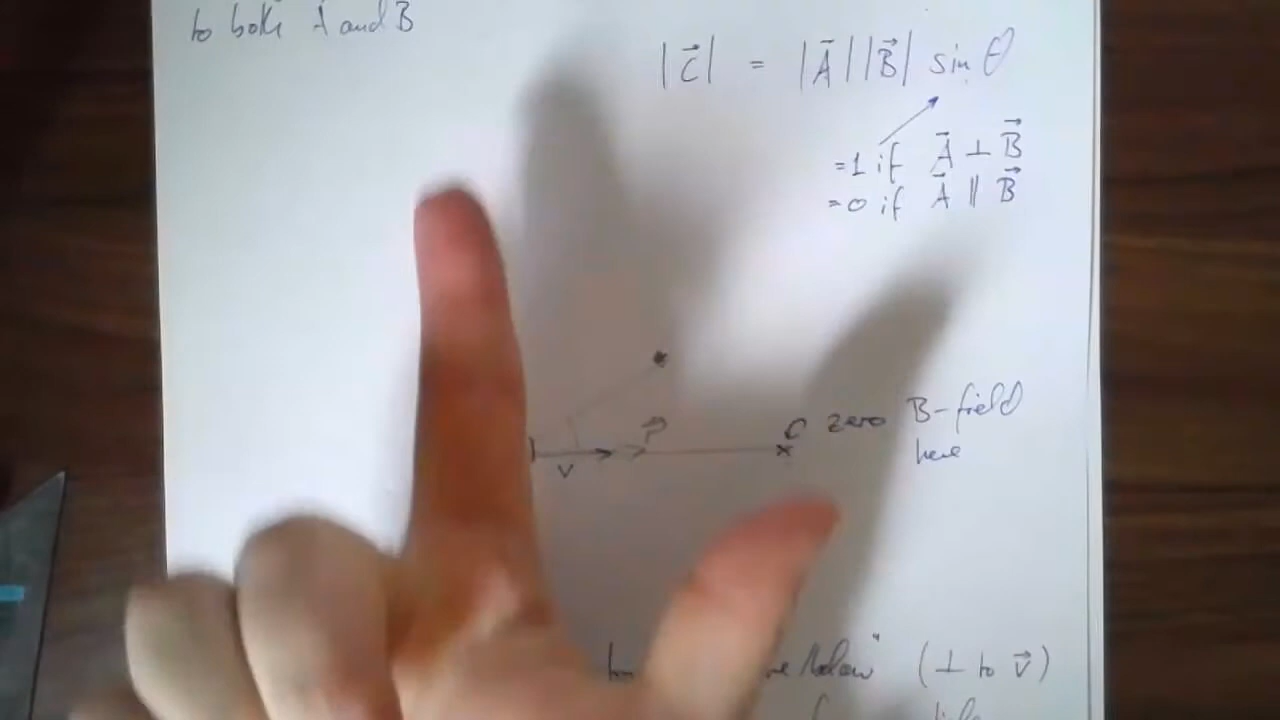 to both A and B
|C⃗| = |A⃗||B⃗| sin θ
=1 if A⃗ ⊥ B⃗
=0 if A⃗ ∥ B⃗
r⃗
v
zero B-field
here
(⊥ to v⃗)